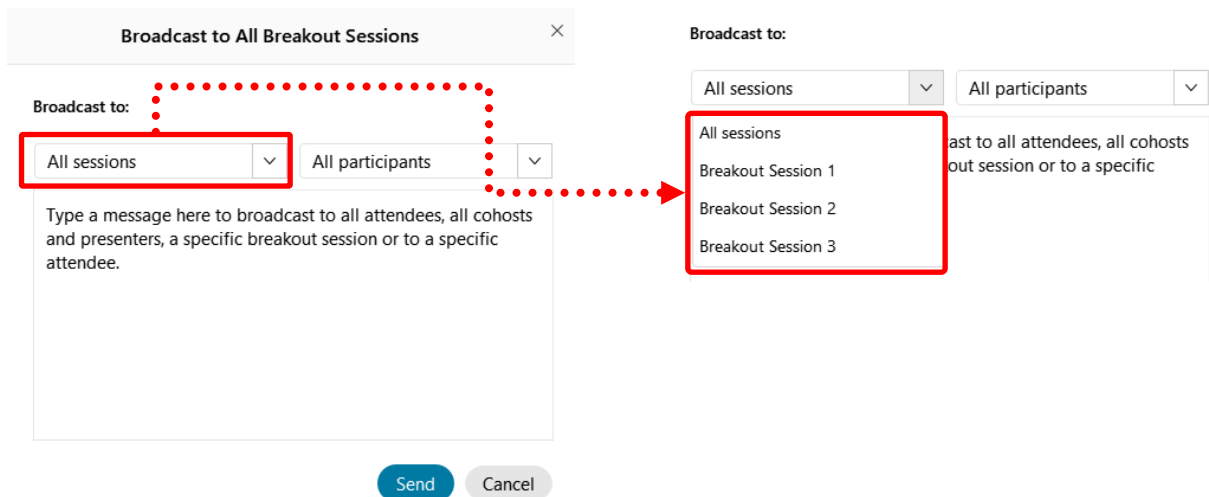 Broadcast to All Breakout Sessions
Broadcast to:
All sessions
All participants
Type a message here to broadcast to all attendees, all cohosts
and presenters, a specific breakout session or to a specific
attendee.
Send
Cancel
Broadcast to:
All sessions
All participants
All sessions
Breakout Session 1
Breakout Session 2
Breakout Session 3
ast to all attendees, all cohosts
out session or to a specific